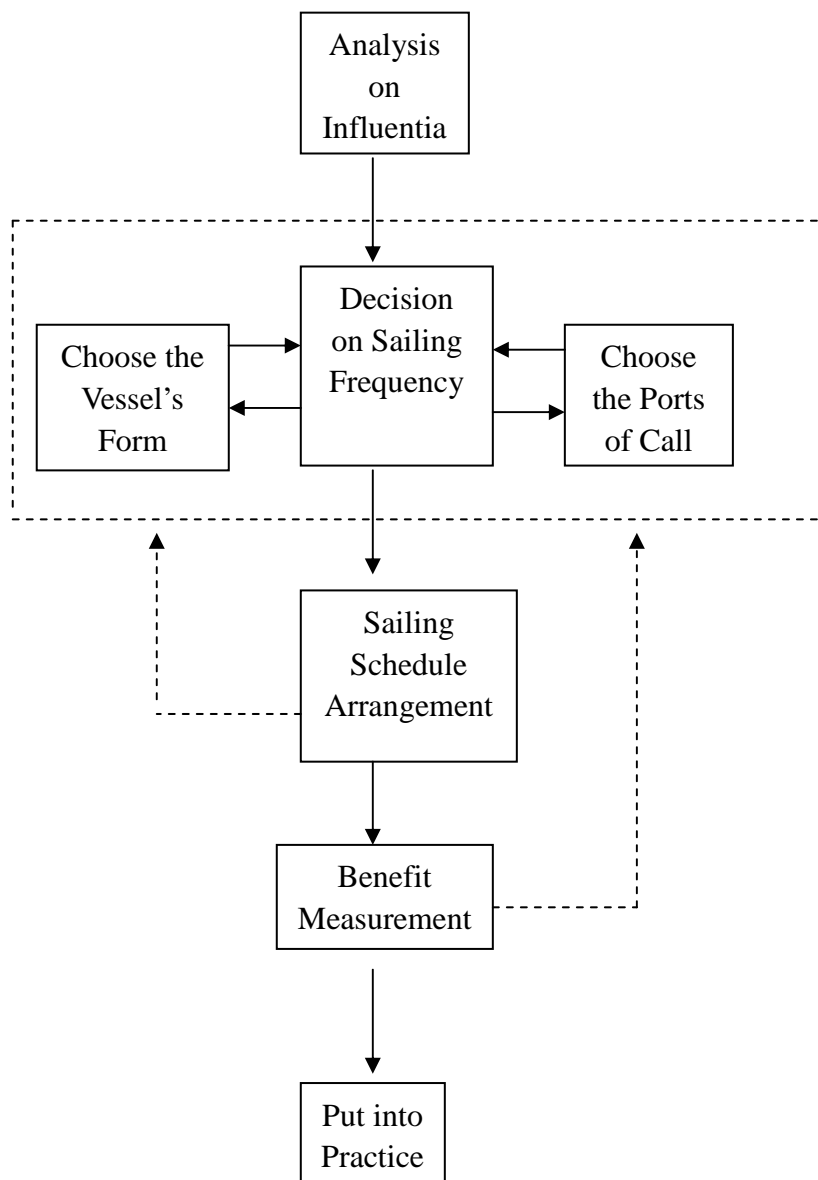 Analysis
on
Influentia
Decision
on Sailing
Frequency
Choose the
Vessel's
Form
Choose
the Ports
of Call
Sailing
Schedule
Arrangement
Benefit
Measurement
Put into
Practice